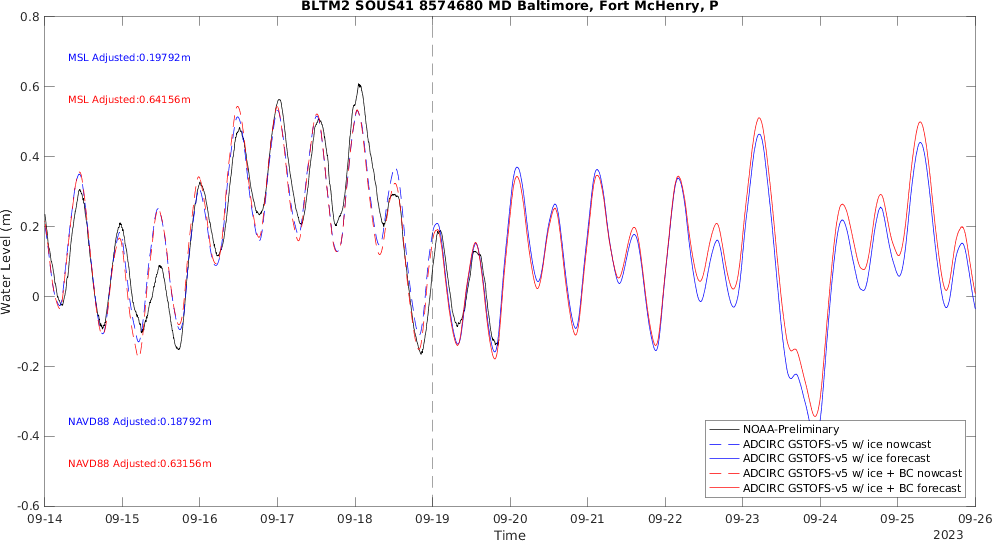 BLTM2 SOUS41 8574680 MD Baltimore, Fort McHenry, P
0.8
0.6
0.4
0.2
0
-0.2
-0.4
-0.6
Water Level (m)
MSL Adjusted:0.19792m
MSL Adjusted:0.64156m
NAVD88 Adjusted:0.18792m
NAVD88 Adjusted:0.63156m
NOAA-Preliminary
ADCIRC GSTOFS-v5 w/ ice nowcast
ADCIRC GSTOFS-v5 w/ ice forecast
ADCIRC GSTOFS-v5 w/ ice + BC nowcast
ADCIRC GSTOFS-v5 w/ ice + BC forecast
09-14 09-15 09-16 09-17 09-18 09-19 09-20 09-21 09-22 09-23 09-24 09-25 09-26
Time
2023